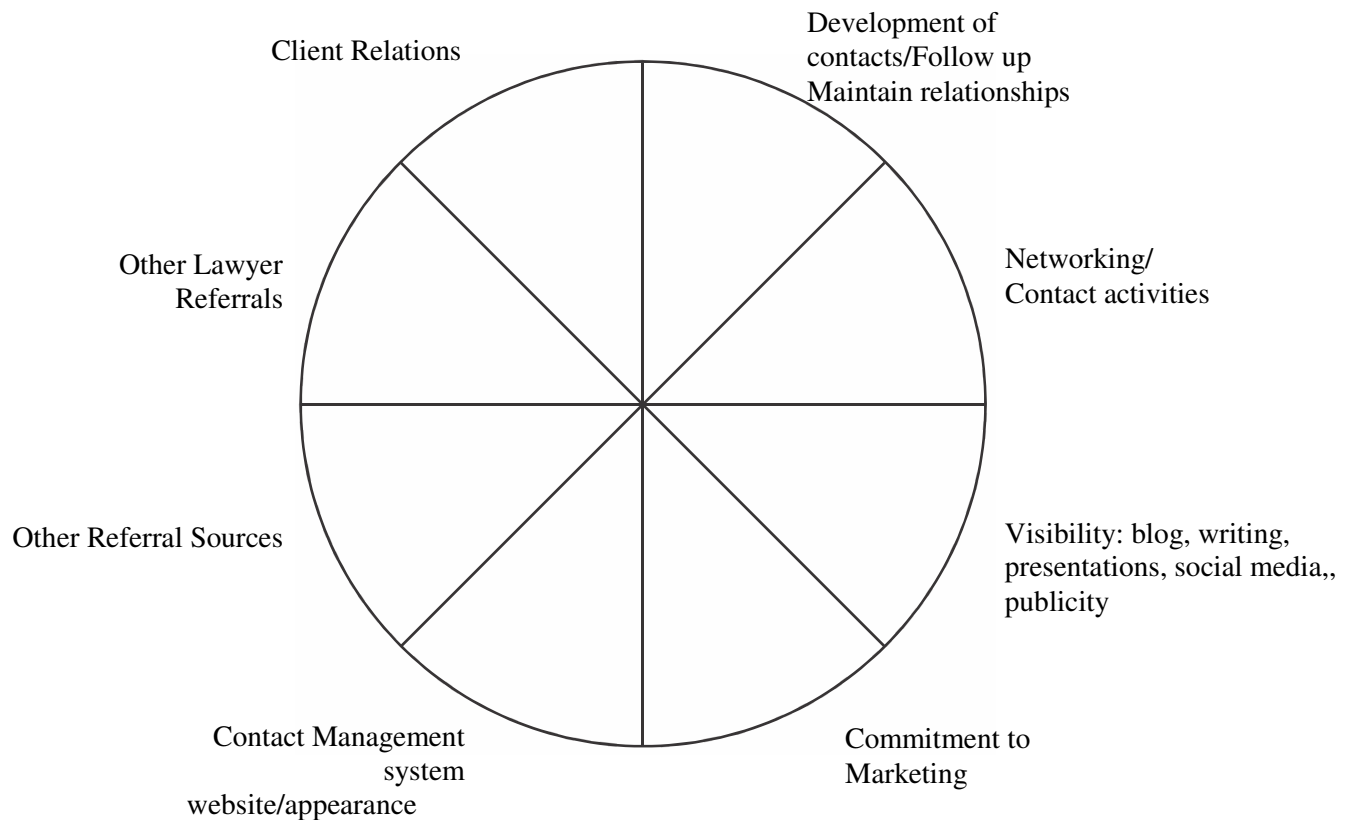 Client Relations
Development of
contacts/Follow up
Maintain relationships
Other Lawyer
Referrals
Networking/
Contact activities
Other Referral Sources
Visibility: blog, writing,
presentations, social media,,
publicity
Contact Management
system
website/appearance
Commitment to
Marketing